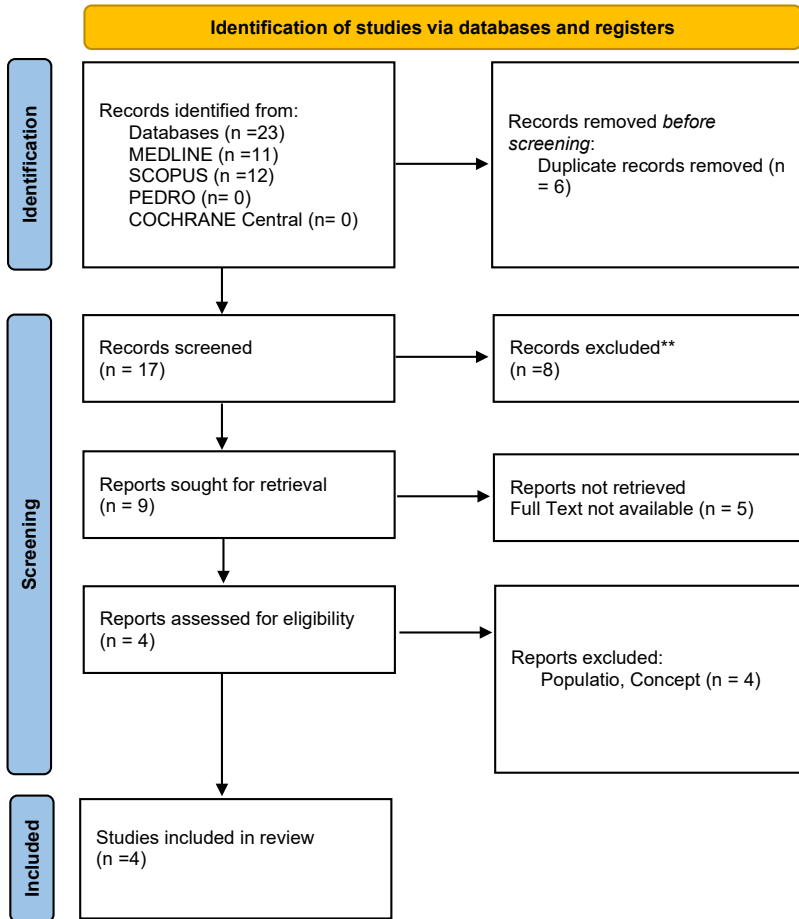 Identification of studies via databases and registers
Identification
Records identified from:
Databases (n =23)
MEDLINE (n =11)
SCOPUS (n =12)
PEDRO (n= 0)
COCHRANE Central (n= 0)
Records removed before
screening:
Duplicate records removed (n
= 6)
Screening
Records screened
(n = 17)
Records excluded**
(n =8)
Reports sought for retrieval
(n = 9)
Reports not retrieved
Full Text not available (n = 5)
Reports assessed for eligibility
(n = 4)
Reports excluded:
Populatio, Concept (n = 4)
Included
Studies included in review
(n =4)